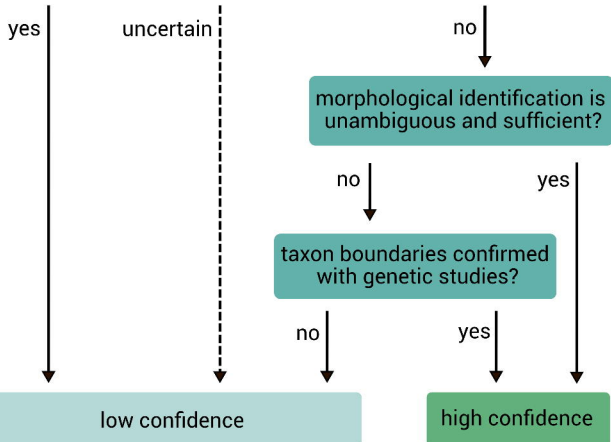 yes
uncertain
no
morphological identification is
unambiguous and sufficient?
no
yes
taxon boundaries confirmed
with genetic studies?
no
yes
low confidence
high confidence